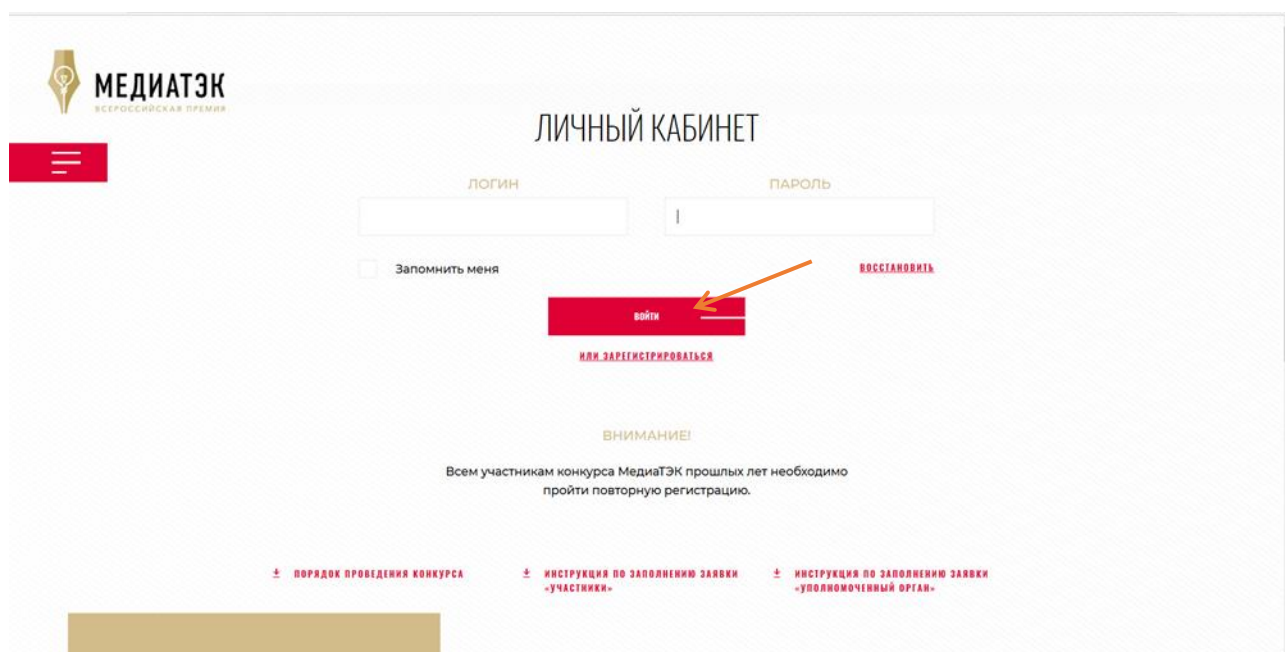 МЕДИАТЭК
ВСЕРОССИЙСКАЯ ПРЕМИЯ
ЛИЧНЫЙ КАБИНЕТ
ЛОГИН
ПАРОЛЬ
Запомнить меня
ВОССТАНОВИТЬ
ВОЙТИ
ИЛИ ЗАРЕГИСТРИРОВАТЬСЯ
ВНИМАНИЕ!
Всем участникам конкурса МедиаТЭК прошлых лет необходимо
пройти повторную регистрацию.
ПОРЯДОК ПРОВЕДЕНИЯ КОНКУРСА
ИНСТРУКЦИЯ ПО ЗАПОЛНЕНИЮ ЗАЯВКИ
«УЧАСТНИКИ»
ИНСТРУКЦИЯ ПО ЗАПОЛНЕНИЮ ЗАЯВКИ
«УПОЛНОМОЧЕННЫЙ ОРГАН»